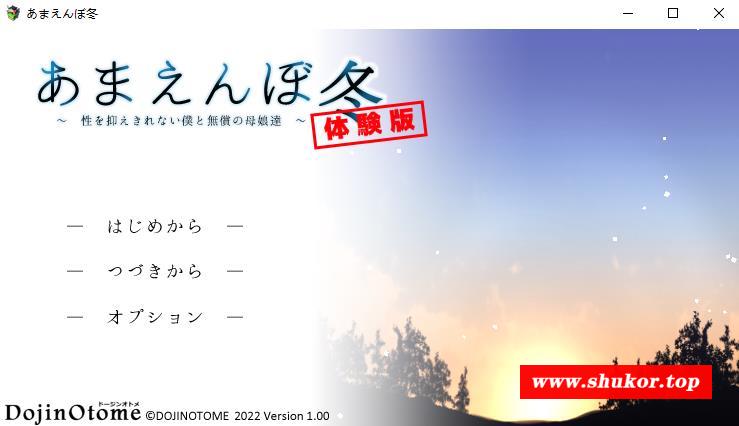 あまえんぼ冬
あまえんぼ冬
～ 性を抑えきれない僕と無償の母娘達 ～
体験版
― はじめから ―
― つづきから ―
― オプション ―
www.shukor.top
ドージンオトメ
DojinOtome ©DOJINOTOME 2022 Version 1.00